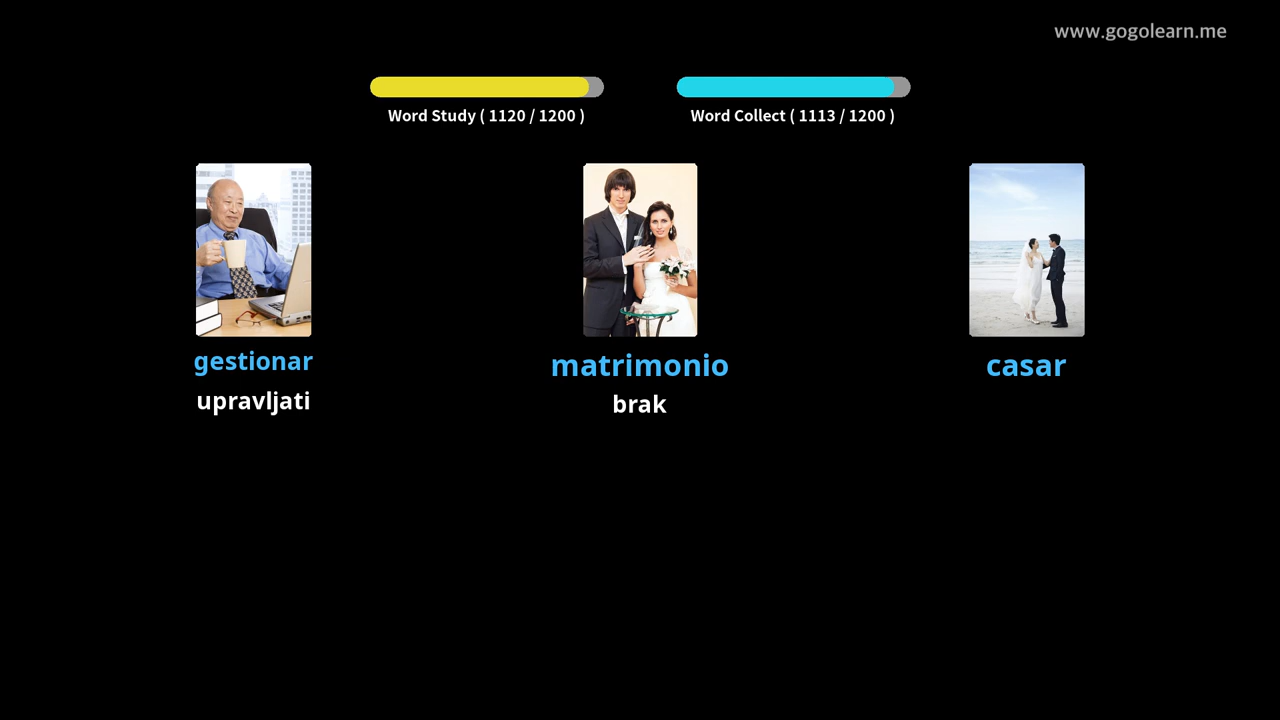 www.gogolearn.me
Word Study ( 1120 / 1200 )
Word Collect ( 1113 / 1200 )
gestionar
matrimonio
casar
upravljati
brak